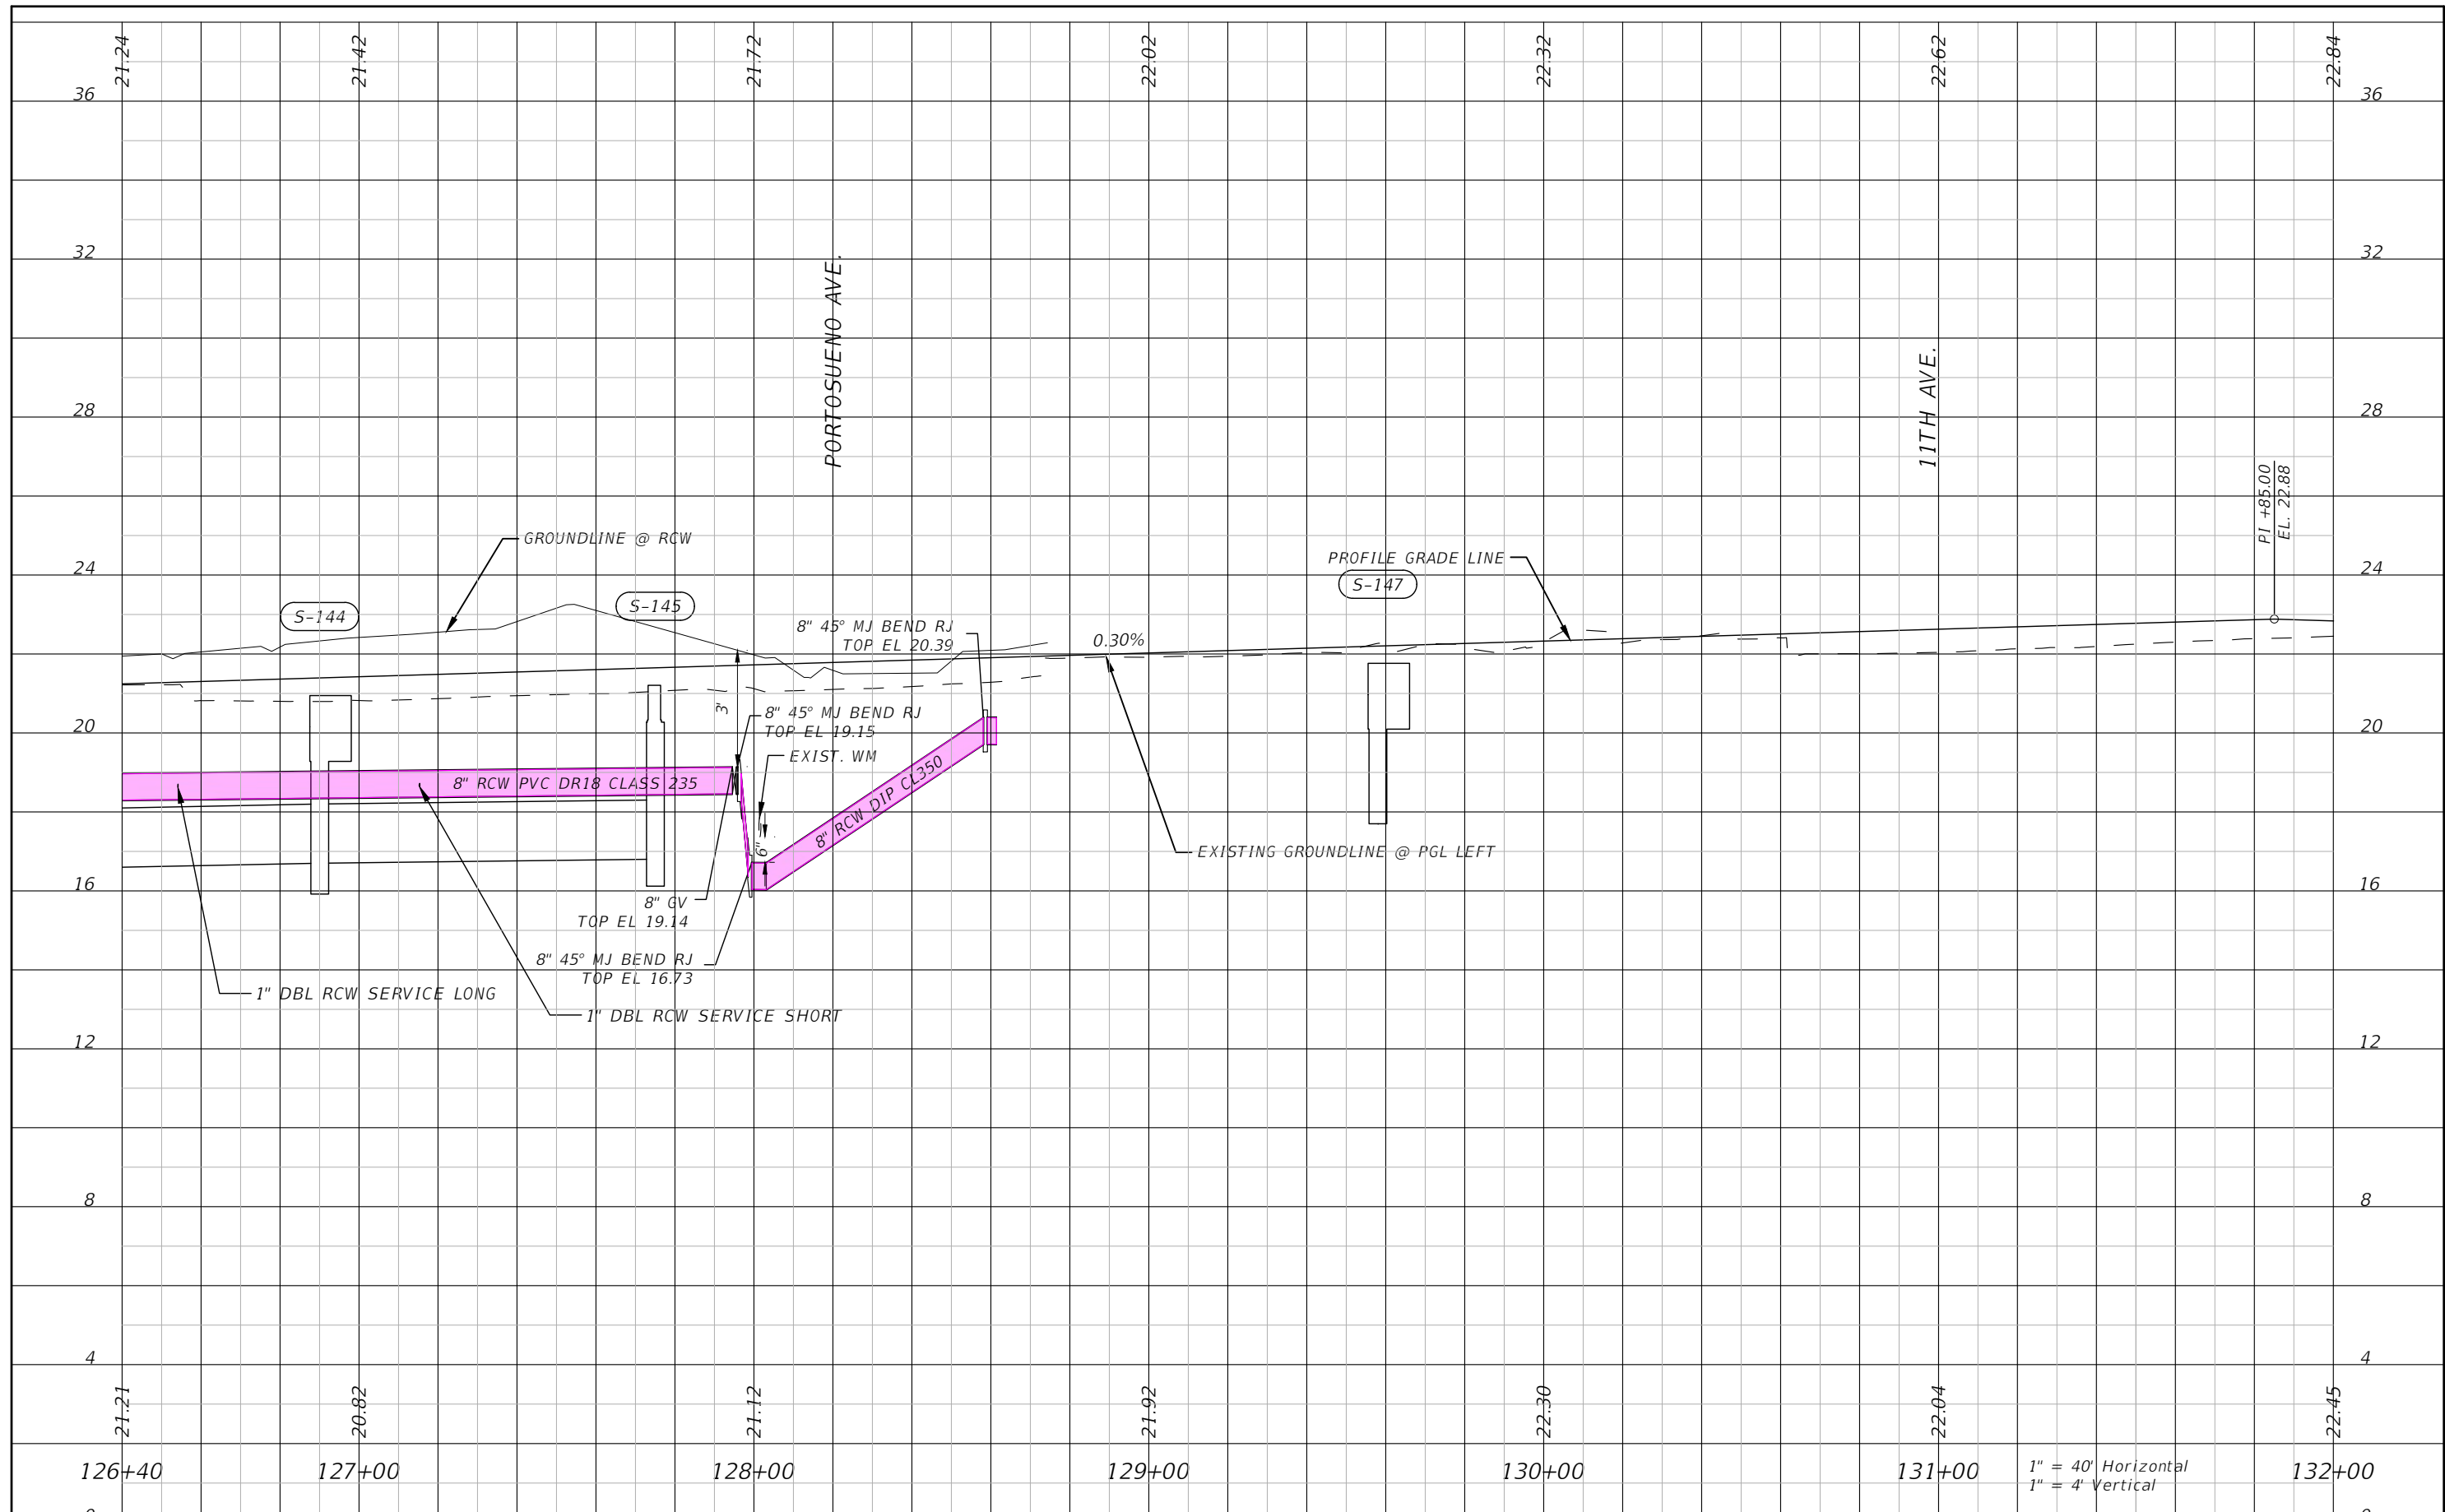 21.24
21.42
21.72
22.02
22.32
22.62
22.84
36
36
32
32
28
28
24
24
20
20
16
16
12
12
8
8
4
4
PORTOSUENO AVE.
11TH AVE.
PI +85.00
EL. 22.88
GROUNDLINE @ RCW
PROFILE GRADE LINE
S-144
S-145
S-147
8" 45° MJ BEND RJ
TOP EL 20.39
0.30%
3'
8" 45° MJ BEND RJ
TOP EL 19.15
EXIST. WM
8" RCW PVC DR18 CLASS 235
8" RCW DIP CL350
6"
EXISTING GROUNDLINE @ PGL LEFT
8" GV
TOP EL 19.14
8" 45° MJ BEND RJ
TOP EL 16.73
1" DBL RCW SERVICE LONG
1" DBL RCW SERVICE SHORT
21.21
20.82
21.12
21.92
22.30
22.04
22.45
126+40
127+00
128+00
129+00
130+00
131+00
132+00
1" = 40' Horizontal
1" = 4' Vertical